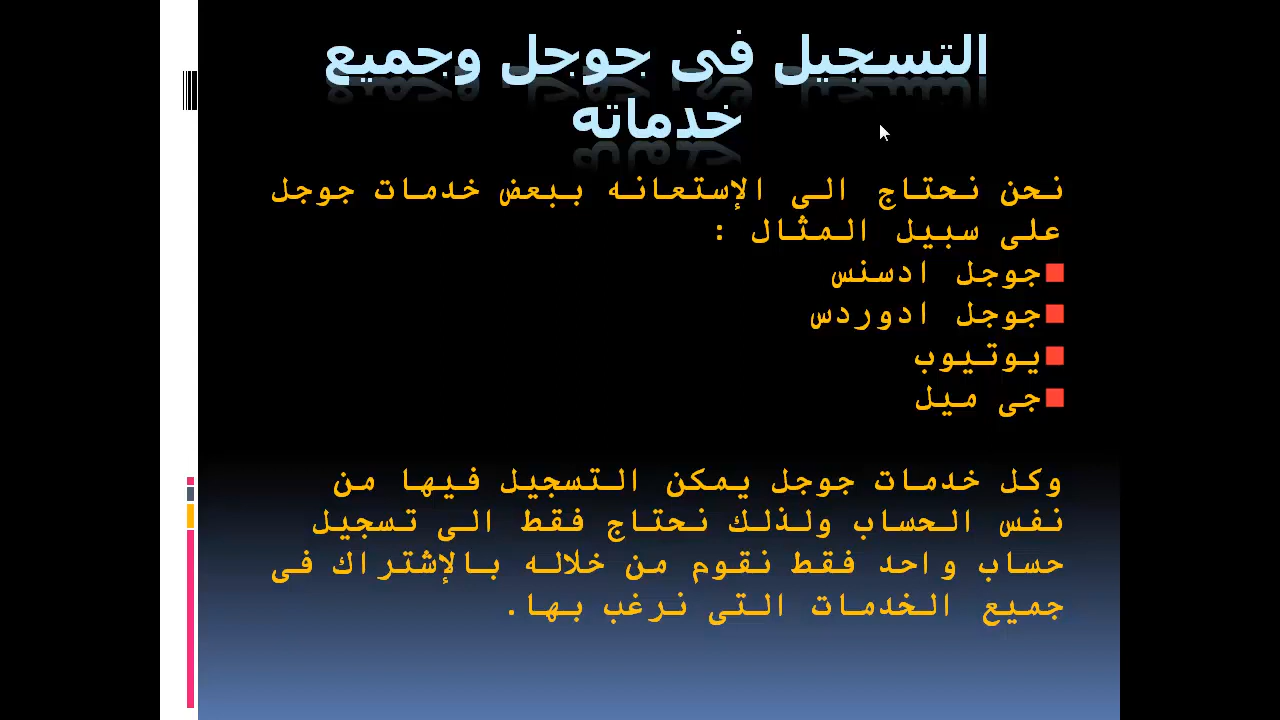 التسجيل فى جوجل وجميع
خدماته
نحن نحتاج الى الإستعانه ببعض خدمات جوجل
على سبيل المثال :
جوجل ادسنس
جوجل ادوردس
يوتيوب
جى ميل
وكل خدمات جوجل يمكن التسجيل فيها من
نفس الحساب ولذلك نحتاج فقط الى تسجيل
حساب واحد فقط نقوم من خلاله بالإشتراك فى
جميع الخدمات التى نرغب بها.